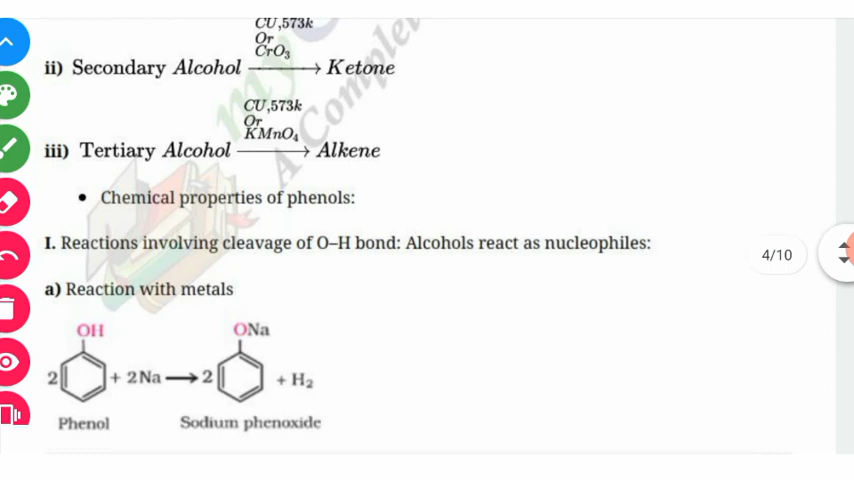 CU,573k
Or
CrO3
ii) Secondary Alcohol ⟶ Ketone
CU,573k
Or
KMnO4
iii) Tertiary Alcohol ⟶ Alkene
• Chemical properties of phenols:
I. Reactions involving cleavage of O–H bond: Alcohols react as nucleophiles:
4/10
a) Reaction with metals
OH ONa
2 + 2Na ⟶ 2 + H2
Phenol Sodium phenoxide